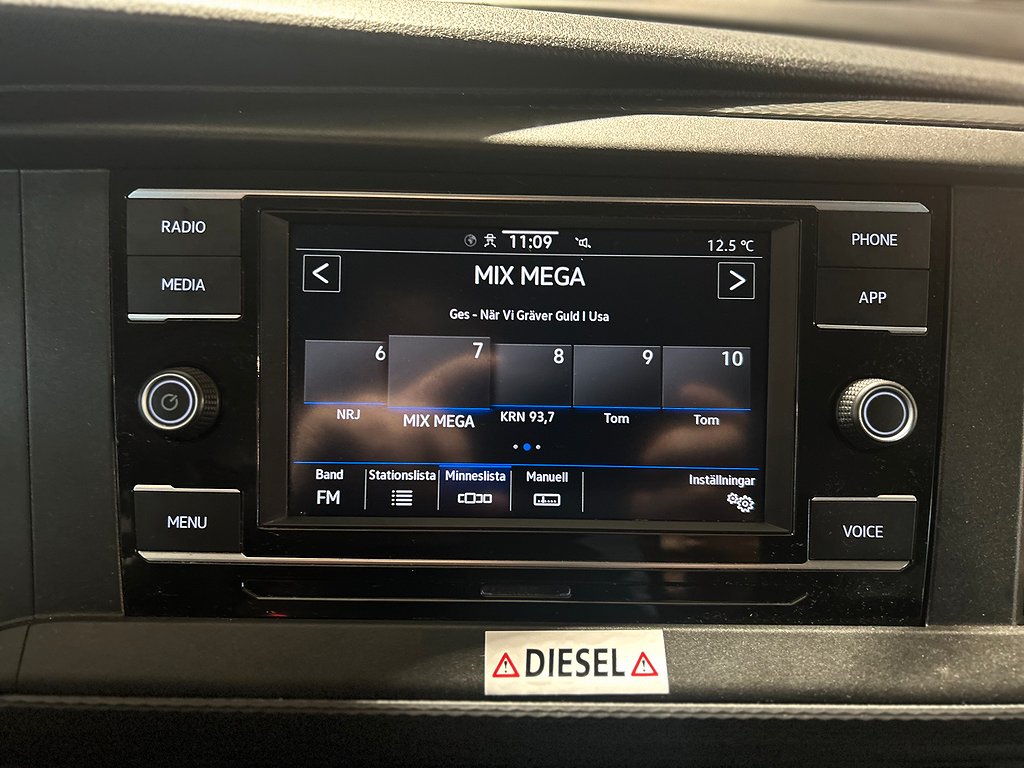 RADIO
MEDIA
MENU
11:09
12.5 °C
<
MIX MEGA
>
Ges - När Vi Gräver Guld I Usa
6
7
8
9
10
NRJ
MIX MEGA
KRN 93,7
Tom
Tom
Band
FM
Stationslista
Minneslista
Manuell
Inställningar
PHONE
APP
VOICE
DIESEL